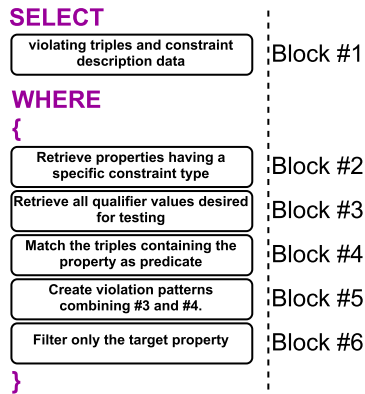 SELECT
violating triples and constraint
description data
Block #1
WHERE
{
Retrieve properties having a
specific constraint type
Block #2
Retrieve all qualifier values desired
for testing
Block #3
Match the triples containing the
property as predicate
Block #4
Create violation patterns
combining #3 and #4.
Block #5
Filter only the target property
Block #6
}